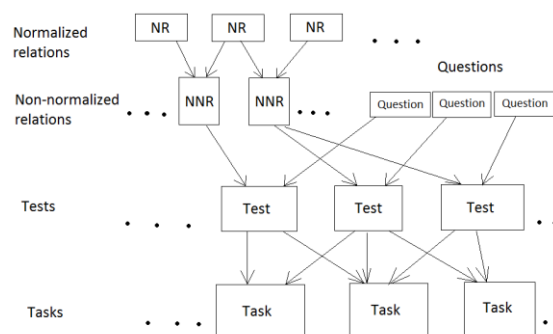 Normalized
relations
NR NR NR
Questions
Non-normalized
relations
NNR NNR
Question Question Question
Tests
Test Test Test
Tasks
Task Task Task